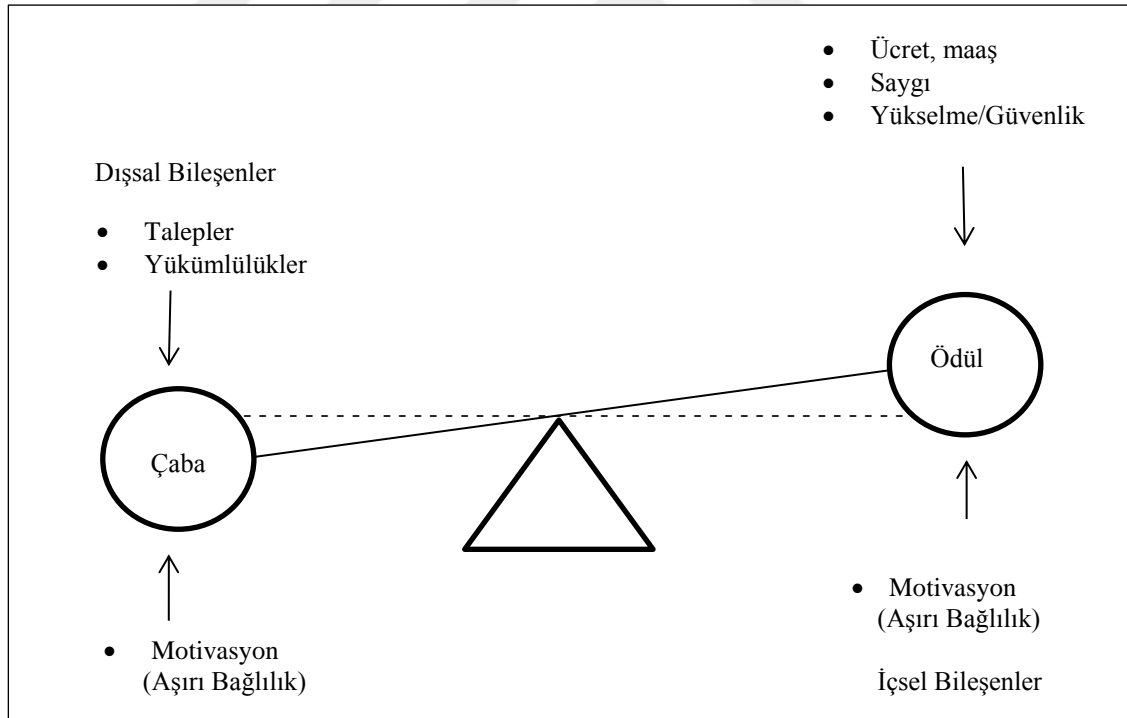 • Ücret, maaş
• Saygı
• Yükselme/Güvenlik
Dışsal Bileşenler
• Talepler
• Yükümlülükler
Ödül
Çaba
• Motivasyon
(Aşırı Bağlılık)
• Motivasyon
(Aşırı Bağlılık)
İçsel Bileşenler